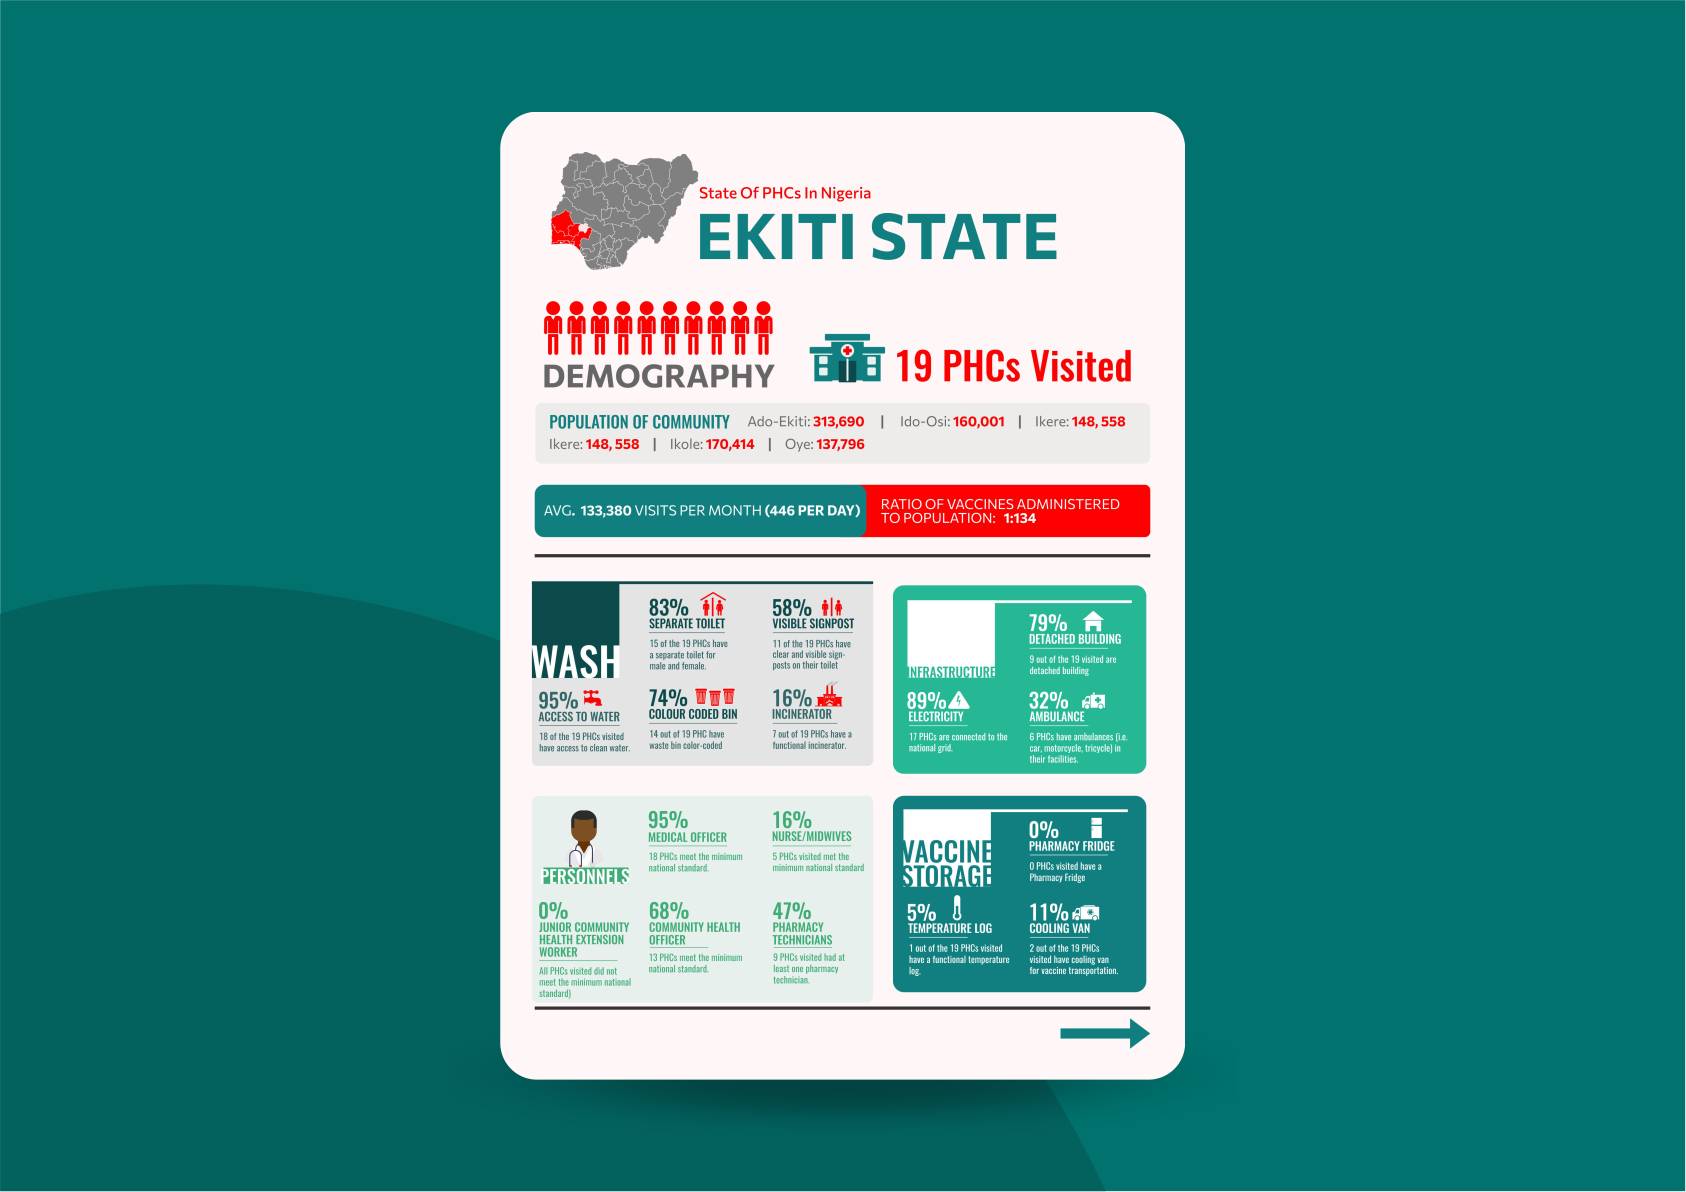 State Of PHCs In Nigeria
EKITI STATE
DEMOGRAPHY
19 PHCs Visited
POPULATION OF COMMUNITY Ado-Ekiti: 313,690 | Ido-Osi: 160,001 | Ikere: 148, 558
Ikere: 148, 558 | Ikole: 170,414 | Oye: 137,796
AVG. 133,380 VISITS PER MONTH (446 PER DAY)
RATIO OF VACCINES ADMINISTERED
TO POPULATION: 1:134
WASH
83%
SEPARATE TOILET
15 of the 19 PHCs have
a separate toilet for
male and female.
58%
VISIBLE SIGNPOST
11 of the 19 PHCs have
clear and visible sign-
posts on their toilet
95%
ACCESS TO WATER
18 of the 19 PHCs visited
have access to clean water.
74%
COLOUR CODED BIN
14 out of 19 PHC have
waste bin color-coded
16%
INCINERATOR
7 out of 19 PHCs have a
functional incinerator.
INFRASTRUCTURE
79%
DETACHED BUILDING
9 out of the 19 visited are
detached building
89%
ELECTRICITY
17 PHCs are connected to the
national grid.
32%
AMBULANCE
6 PHCs have ambulances (i.e.
car, motorcycle, tricycle) in
their facilities.
PERSONNELS
95%
MEDICAL OFFICER
18 PHCs meet the minimum
national standard.
16%
NURSE/MIDWIVES
5 PHCs visited met the
minimum national standard
0%
JUNIOR COMMUNITY
HEALTH EXTENSION
WORKER
All PHCs visited did not
meet the minimum national
standard)
68%
COMMUNITY HEALTH
OFFICER
13 PHCs meet the minimum
national standard.
47%
PHARMACY
TECHNICIANS
9 PHCs visited had at
least one pharmacy
technician.
VACCINE
STORAGE
0%
PHARMACY FRIDGE
0 PHCs visited have a
Pharmacy Fridge
5%
TEMPERATURE LOG
1 out of the 19 PHCs visited
have a functional temperature
log.
11%
COOLING VAN
2 out of the 19 PHCs
visited have cooling van
for vaccine transportation.